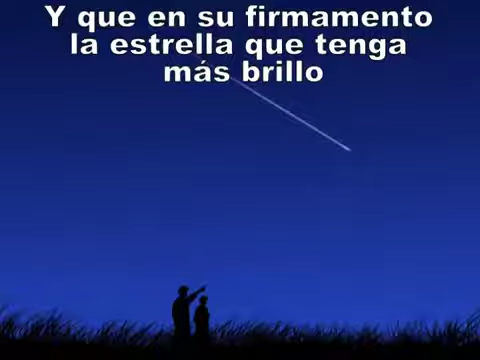 Y que en su firmamento
la estrella que tenga
más brillo